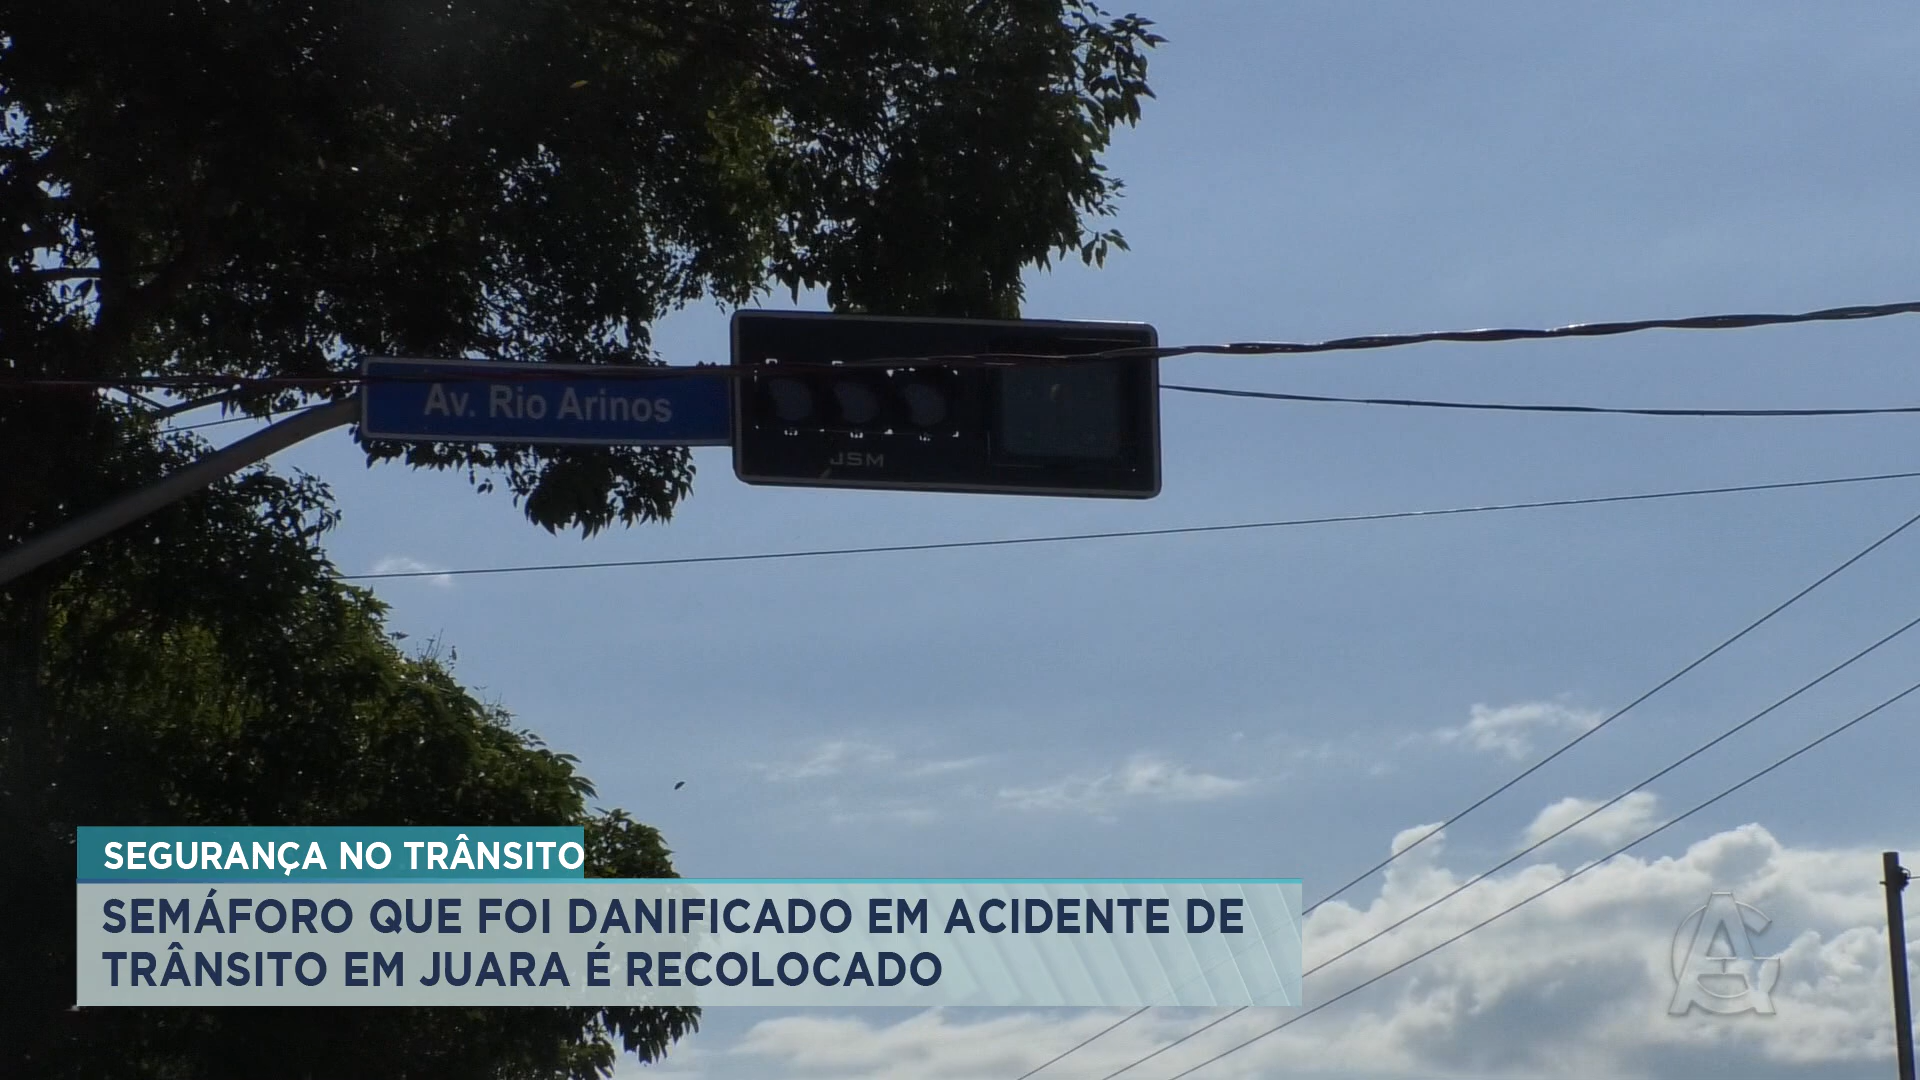 Av. Rio Arinos
JSM
SEGURANÇA NO TRÂNSITO
SEMÁFORO QUE FOI DANIFICADO EM ACIDENTE DE
TRÂNSITO EM JUARA É RECOLOCADO